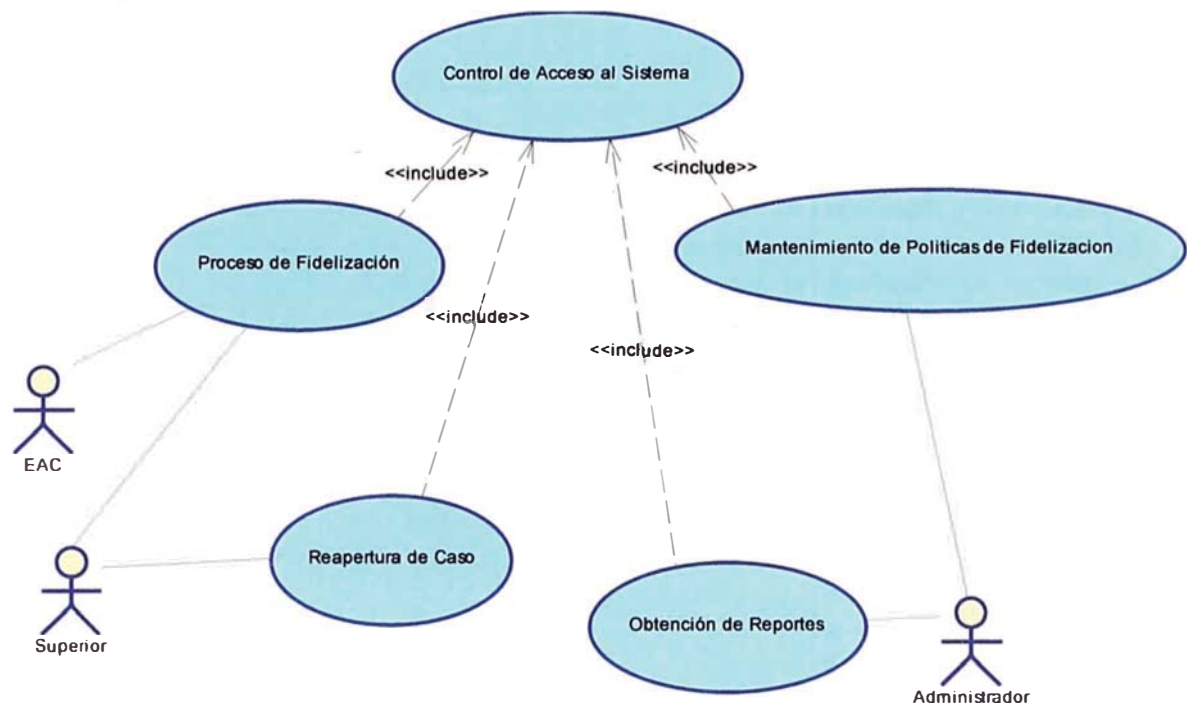 Control de Acceso al Sistema
<<include>>
<<include>>
Proceso de Fidelización
Mantenimiento de Politicas de Fidelizacion
<<include>>
<<include>>
EAC
Reapertura de Caso
Obtención de Reportes
Superior
Administrador